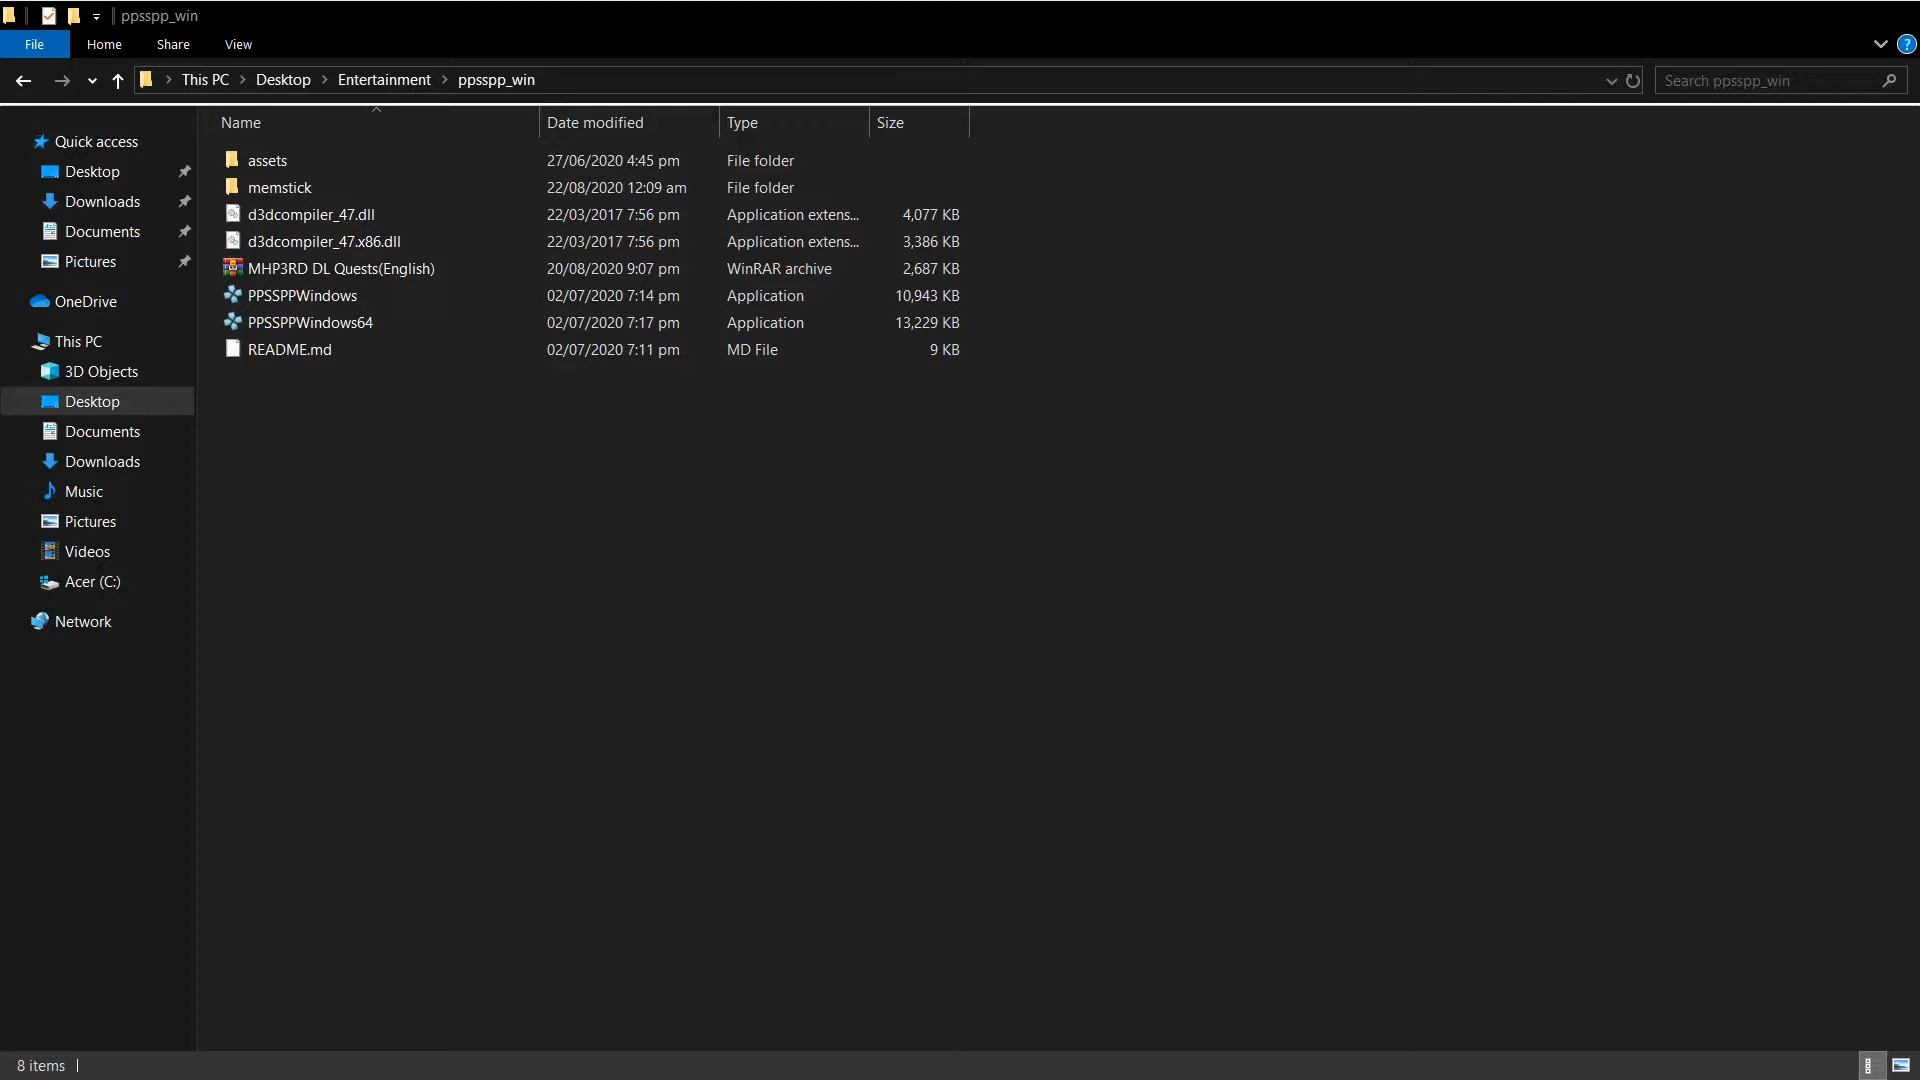 ppsspp_win
File Home Share View
This PC Desktop Entertainment ppsspp_win Search ppsspp_win
Name Date modified Type Size
Quick access
Desktop
Downloads
Documents
Pictures
OneDrive
This PC
3D Objects
Desktop
Documents
Downloads
Music
Pictures
Videos
Acer (C:)
Network
assets 27/06/2020 4:45 pm File folder
memstick 22/08/2020 12:09 am File folder
d3dcompiler_47.dll 22/03/2017 7:56 pm Application extens... 4,077 KB
d3dcompiler_47.x86.dll 22/03/2017 7:56 pm Application extens... 3,386 KB
MHP3RD DL Quests(English) 20/08/2020 9:07 pm WinRAR archive 2,687 KB
PPSSPPWindows 02/07/2020 7:14 pm Application 10,943 KB
PPSSPPWindows64 02/07/2020 7:17 pm Application 13,229 KB
README.md 02/07/2020 7:11 pm MD File 9 KB
8 items